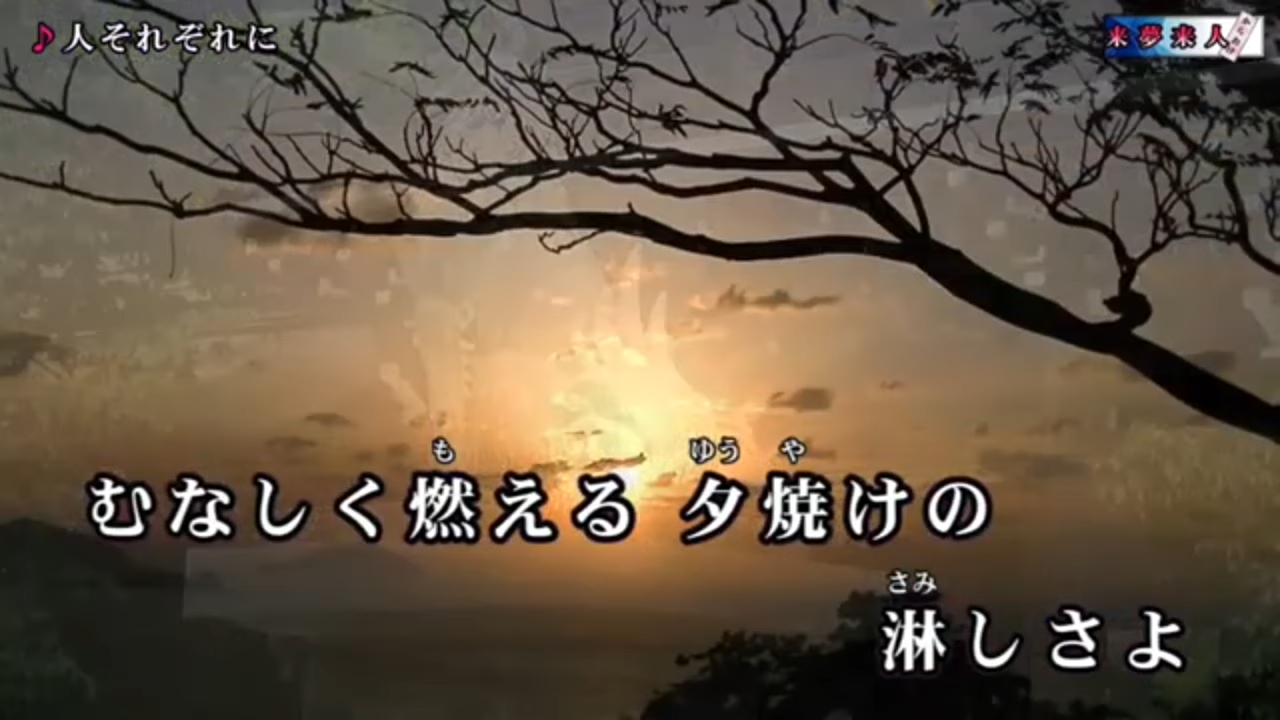 ♪人それぞれに
来夢来人
むなしく燃える 夕焼けの
も ゆう や
淋しさよ
さみ